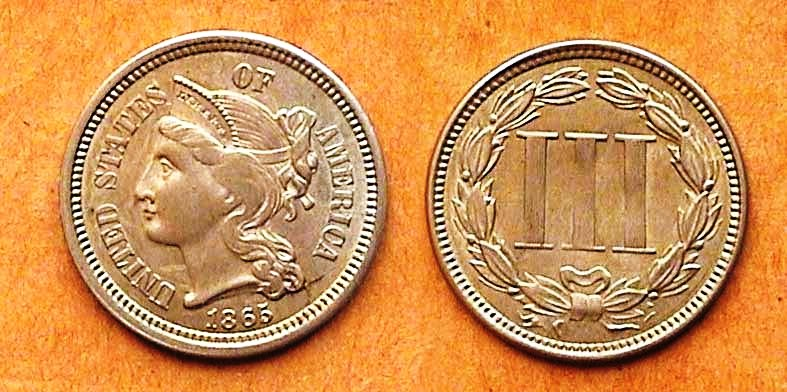 UNITED STATES OF AMERICA
1865
III